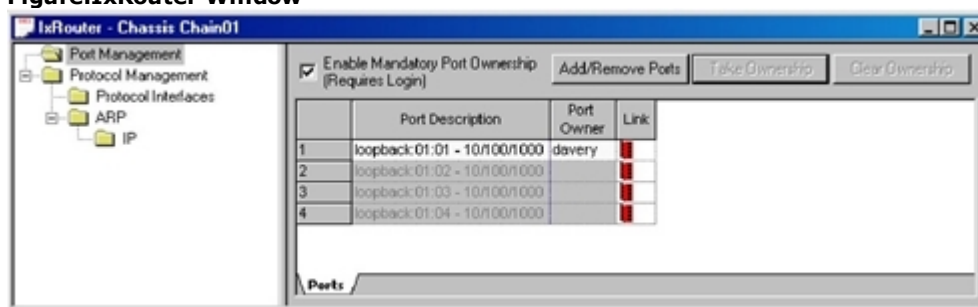 Figure:IxRouter Window
IxRouter - Chassis Chain01
Port Management
Protocol Management
Protocol Interfaces
ARP
IP
Enable Mandatory Port Ownership
(Requires Login)
Add/Remove Ports
Take Ownership
Clear Ownership
Port Description
Port
Owner
Link
1 loopback:01:01 - 10/100/1000 davery
2 loopback:01:02 - 10/100/1000
3 loopback:01:03 - 10/100/1000
4 loopback:01:04 - 10/100/1000
Ports